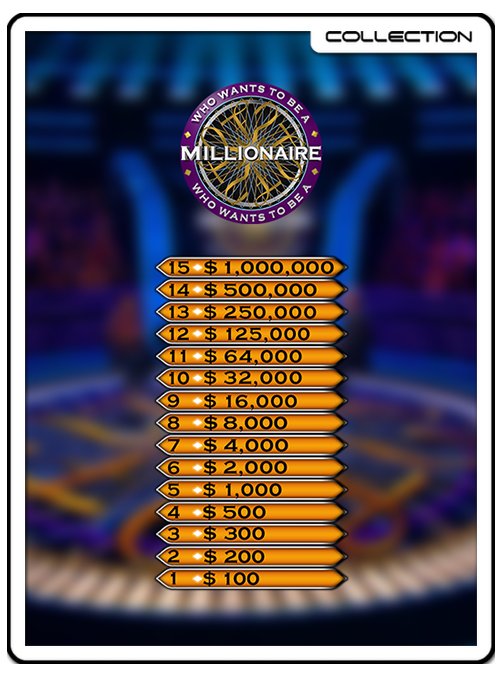 COLLECTION
WHO WANTS TO BE A
MILLIONAIRE
WHO WANTS TO BE A
15 $ 1,000,000
14 $ 500,000
13 $ 250,000
12 $ 125,000
11 $ 64,000
10 $ 32,000
9 $ 16,000
8 $ 8,000
7 $ 4,000
6 $ 2,000
5 $ 1,000
4 $ 500
3 $ 300
2 $ 200
1 $ 100